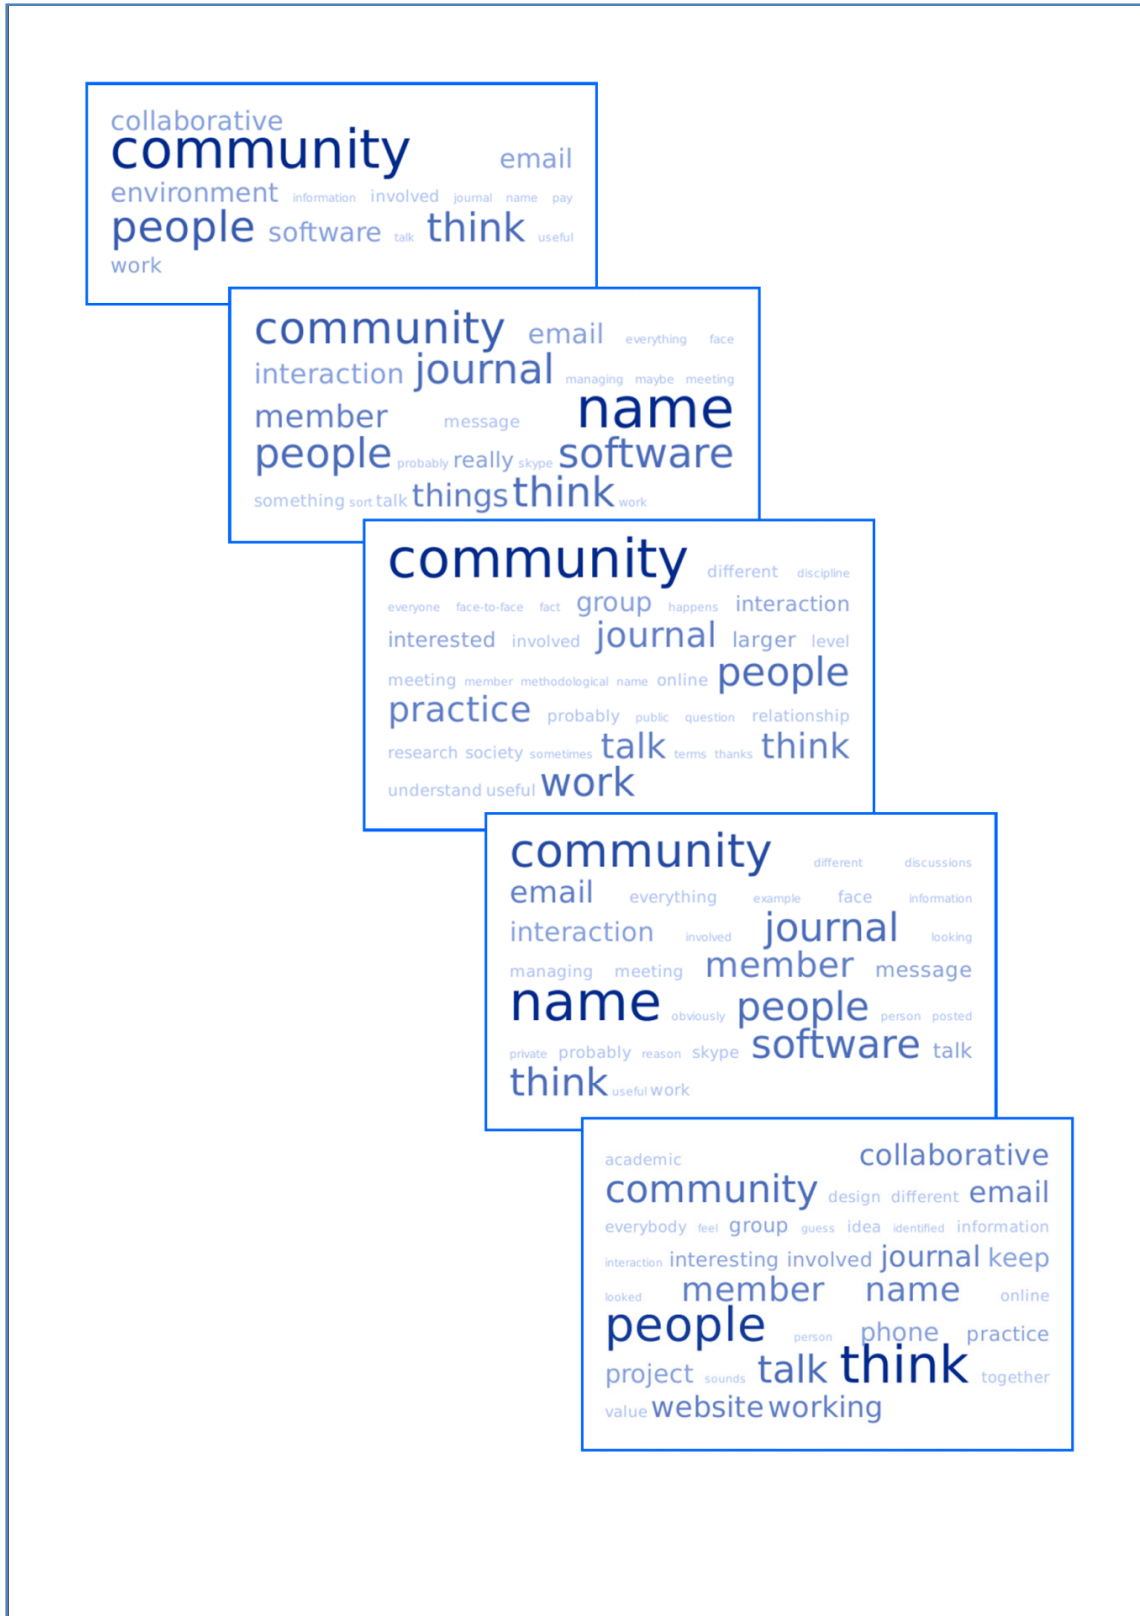 collaborative
community email
environment information involved journal name pay
people software talk think useful
work
community email everything face
interaction journal managing maybe meeting
member message name
people probably really skype software
something sort talk things think work
community different discipline
everyone face-to-face fact group happens interaction
interested involved journal larger level
meeting member methodological name online people
practice probably public question relationship
research society sometimes talk terms thanks think
understand useful work
community different discussions
email everything example face information
interaction involved journal looking
managing meeting member message
name obviously people person posted
private probably reason skype software talk
think useful work
academic collaborative
community design different email
everybody feel group guess idea identified information
interaction interesting involved journal keep
looked member name online
people person phone practice
project sounds talk think together
value website working